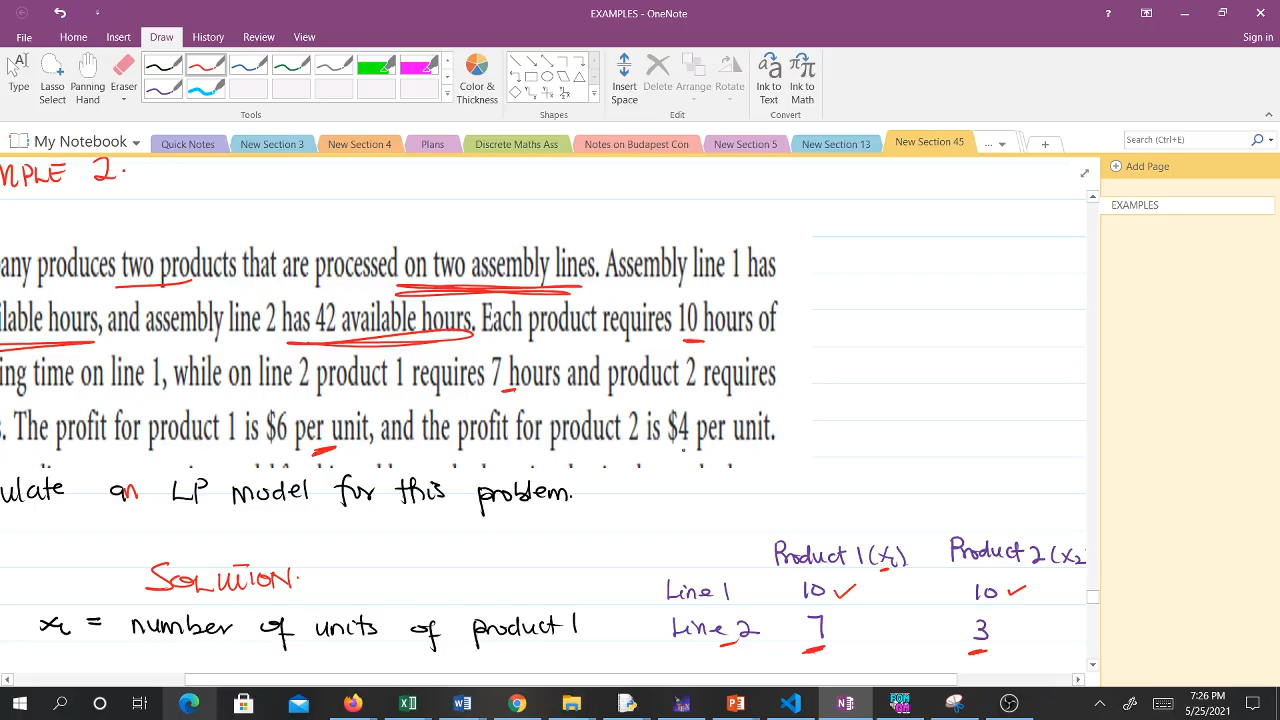 EXAMPLES - OneNote
?
File Home Insert Draw History Review View
Sign in
Type
Lasso Select
Panning Hand
Eraser
Color & Thickness
Insert Space
Delete
Arrange
Rotate
Ink to Text
Ink to Math
Tools
Shapes
Edit
Convert
My Notebook
Quick Notes
New Section 3
New Section 4
Plans
Discrete Maths Ass
Notes on Budapest Con
New Section 5
New Section 13
New Section 45
...
Search (Ctrl+E)
Add Page
EXAMPLES
MPLE 2.
any produces two products that are processed on two assembly lines. Assembly line 1 has
ilable hours, and assembly line 2 has 42 available hours. Each product requires 10 hours of
ing time on line 1, while on line 2 product 1 requires 7 hours and product 2 requires
s. The profit for product 1 is $6 per unit, and the profit for product 2 is $4 per unit.
ulate an LP model for this problem.
SOLUTION.
Product 1 (x₁) Product 2 (x₂
Line 1 10 ✓ 10 ✓
x₁ = number of units of product 1
Line 2 7 3
7:26 PM
5/25/2021